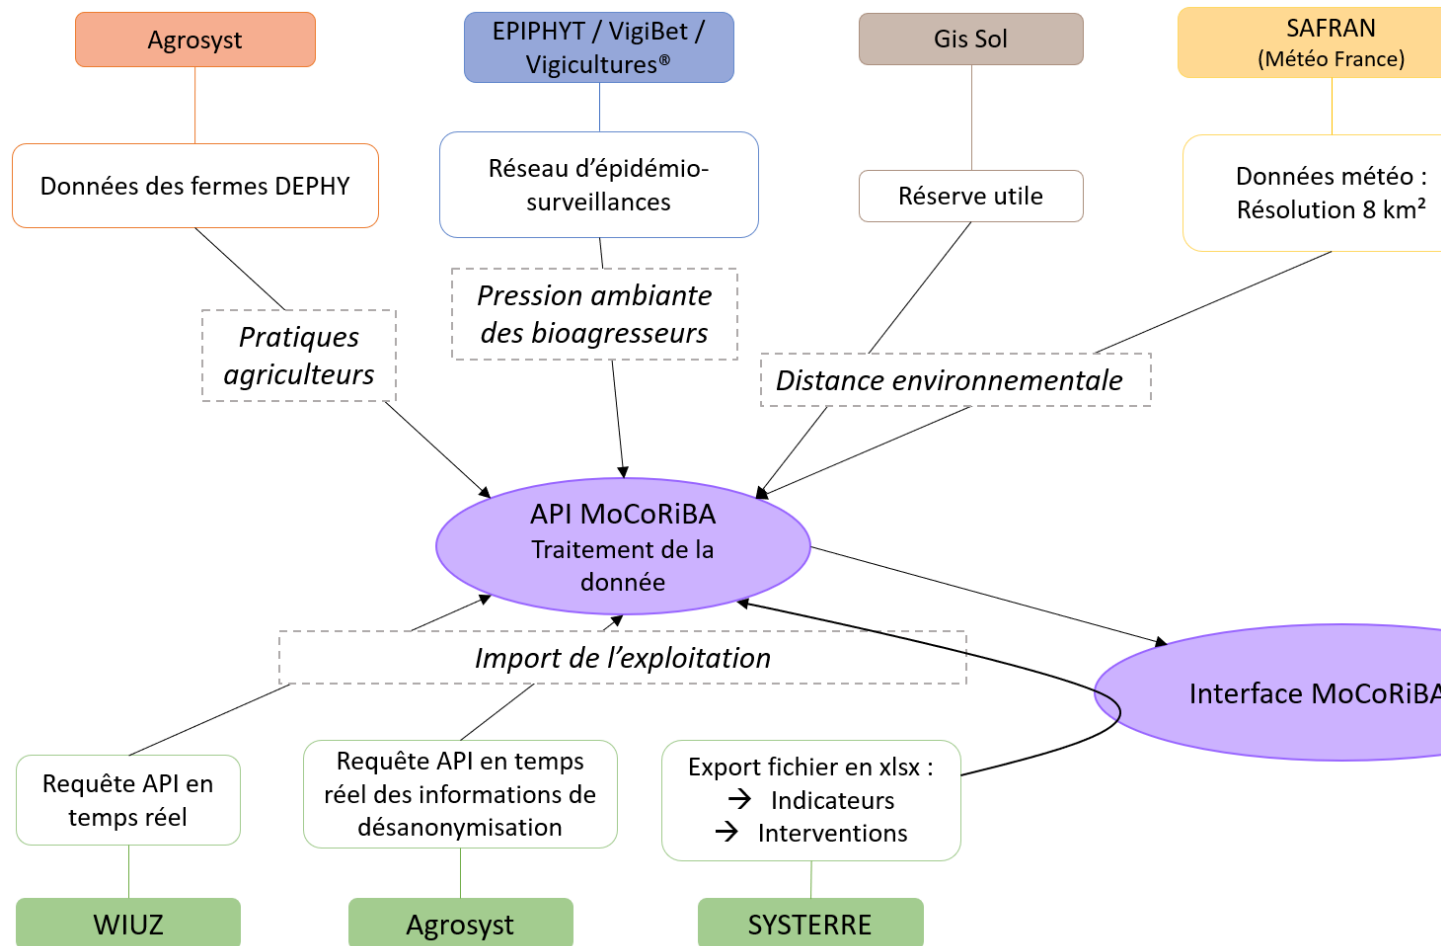 Agrosyst
EPIPHYT / VigiBet /
Vigicultures®
Gis Sol
SAFRAN
(Météo France)
Données des fermes DEPHY
Réseau d’épidémio-
surveillances
Réserve utile
Données météo :
Résolution 8 km²
Pratiques
agriculteurs
Pression ambiante
des bioagresseurs
Distance environnementale
API MoCoRiBA
Traitement de la
donnée
Import de l’exploitation
Interface MoCoRiBA
Requête API en
temps réel
Requête API en temps
réel des informations de
désanonymisation
Export fichier en xlsx :
→ Indicateurs
→ Interventions
WIUZ
Agrosyst
SYSTERRE